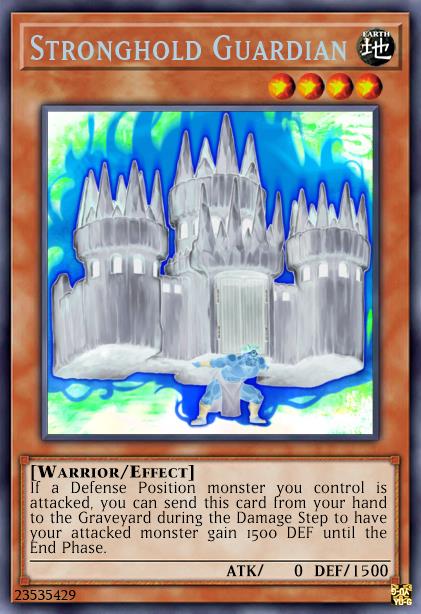 STRONGHOLD GUARDIAN
EARTH
地
[WARRIOR/EFFECT]
If a Defense Position monster you control is
attacked, you can send this card from your hand
to the Graveyard during the Damage Step to have
your attacked monster gain 1500 DEF until the
End Phase.
ATK/ 0 DEF/1500
23535429